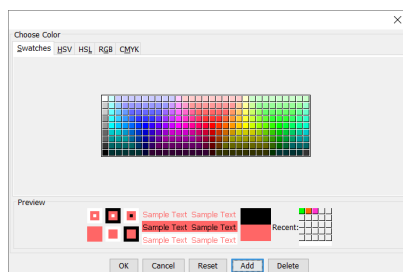 Choose Color
Swatches HSV HSL RGB CMYK
Preview
Sample Text Sample Text
Sample Text Sample Text
Sample Text Sample Text
Recent:
OK Cancel Reset Add Delete